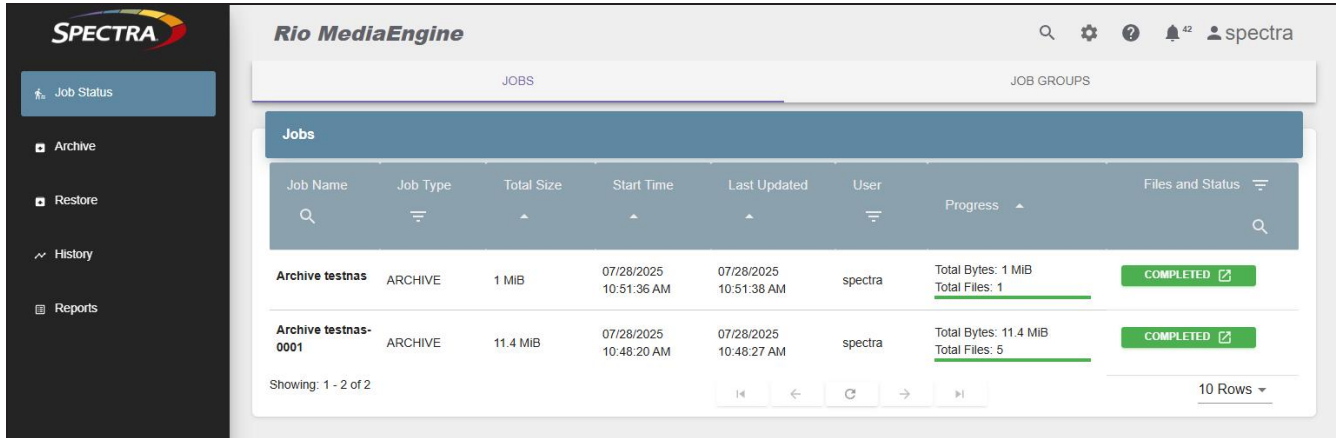 SPECTRA
Rio MediaEngine
42
spectra
Job Status
Archive
Restore
History
Reports
JOBS
JOB GROUPS
Jobs
Job Name
Job Type
Total Size
Start Time
Last Updated
User
Progress
Files and Status
Archive testnas
ARCHIVE
1 MiB
07/28/2025
10:51:36 AM
07/28/2025
10:51:38 AM
spectra
Total Bytes: 1 MiB
Total Files: 1
COMPLETED
Archive testnas-
0001
ARCHIVE
11.4 MiB
07/28/2025
10:48:20 AM
07/28/2025
10:48:27 AM
spectra
Total Bytes: 11.4 MiB
Total Files: 5
COMPLETED
Showing: 1 - 2 of 2
10 Rows